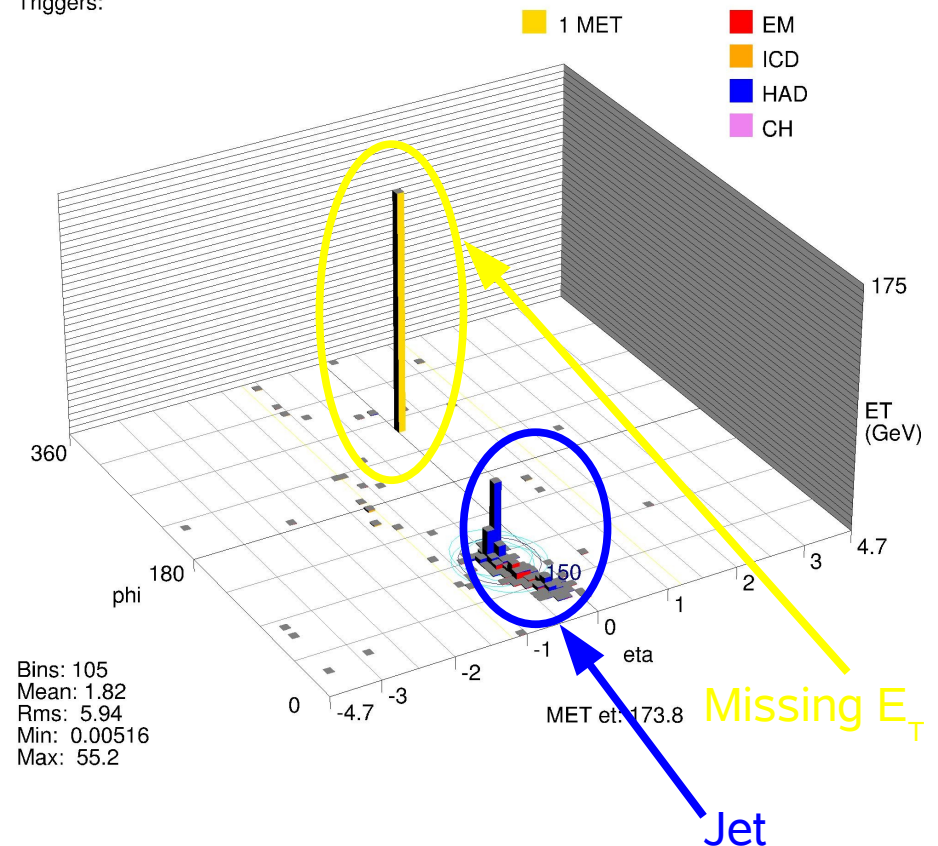 Triggers:
1 MET
EM
ICD
HAD
CH
175
ET
(GeV)
360
180
phi
150
4.7
3
2
1
0
eta
-1
-2
-3
-4.7
0
Bins: 105
Mean: 1.82
Rms: 5.94
Min: 0.00516
Max: 55.2
MET et: 173.8
Missing E_T
Jet